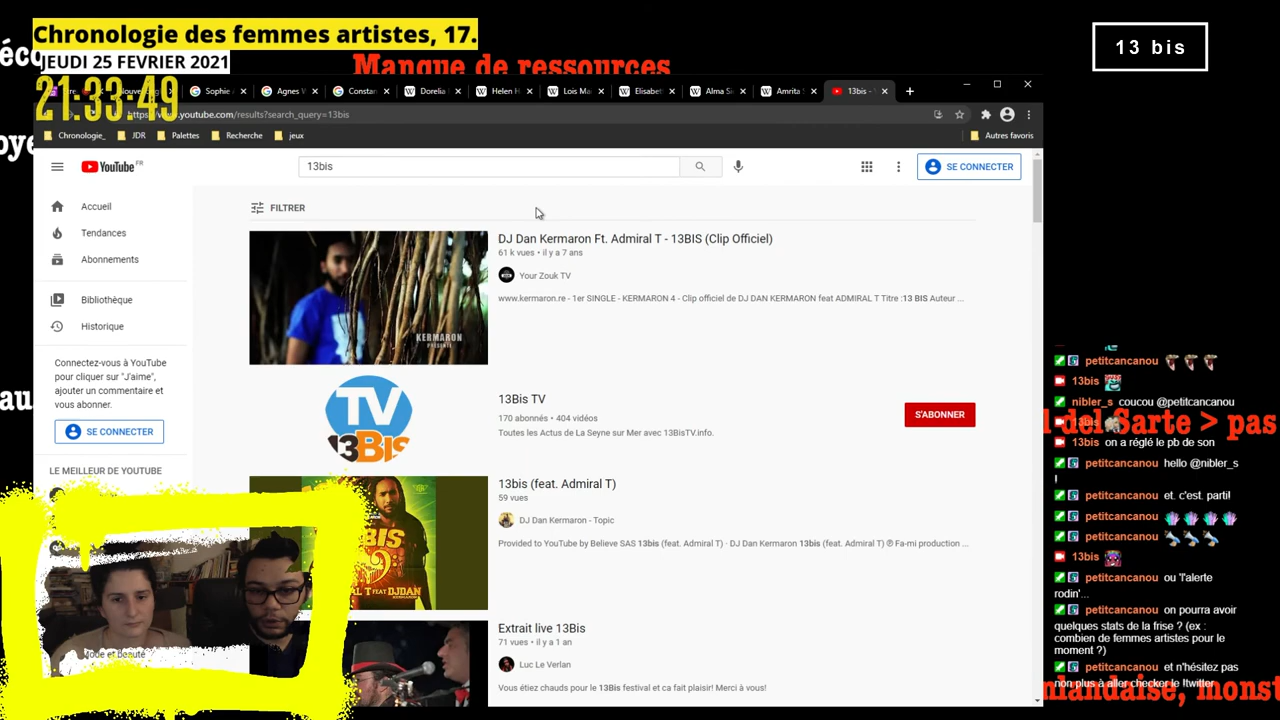 Chronologie des femmes artistes, 17.
JEUDI 25 FEVRIER 2021
21:33:49
Manque de ressources
13 bis
Sophie
Agnes W
Constan
Dorelia
Helen H
Lois Mai
Elisabet
Alma S
Amrita S
13bis -
www.youtube.com/results?search_query=13bis
Chronologie_
JDR
Palettes
Recherche
jeux
Autres favoris
YouTube FR
13bis
SE CONNECTER
Accueil
Tendances
Abonnements
Bibliothèque
Historique
Connectez-vous à YouTube
pour cliquer sur "J'aime",
ajouter un commentaire et
vous abonner.
SE CONNECTER
LE MEILLEUR DE YOUTUBE
Mode et beauté
FILTRER
DJ Dan Kermaron Ft. Admiral T - 13BIS (Clip Officiel)
61 k vues • il y a 7 ans
Your Zouk TV
www.kermaron.re - 1er SINGLE - KERMARON 4 - Clip officiel de DJ DAN KERMARON feat ADMIRAL T Titre :13 BIS Auteur ...
KERMARON
PRÉSENTE
TV
13BIS
13Bis TV
170 abonnés • 404 vidéos
Toutes les Actus de La Seyne sur Mer avec 13BisTV.info.
S'ABONNER
13bis (feat. Admiral T)
59 vues
DJ Dan Kermaron - Topic
Provided to YouTube by Believe SAS 13bis (feat. Admiral T) · DJ Dan Kermaron 13bis (feat. Admiral T) ℗ Fa-mi production ...
Extrait live 13Bis
71 vues • il y a 1 an
Luc Le Verlan
Vous étiez chauds pour le 13Bis festival et ca fait plaisir! Merci à vous!
petitcancanou
13bis
nibler_s coucou @petitcancanou
13bis
del Sarte > pas
13bis on a réglé le pb de son
petitcancanou hello @nibler_s
!
petitcancanou et. c'est. parti!
petitcancanou
petitcancanou
13bis
petitcancanou ou 'l'alerte
rodin'...
petitcancanou on pourra avoir
quelques stats de la frise ? (ex :
combien de femmes artistes pour le
moment ?)
petitcancanou et n'hésitez pas
non plus à aller checker le !twitter